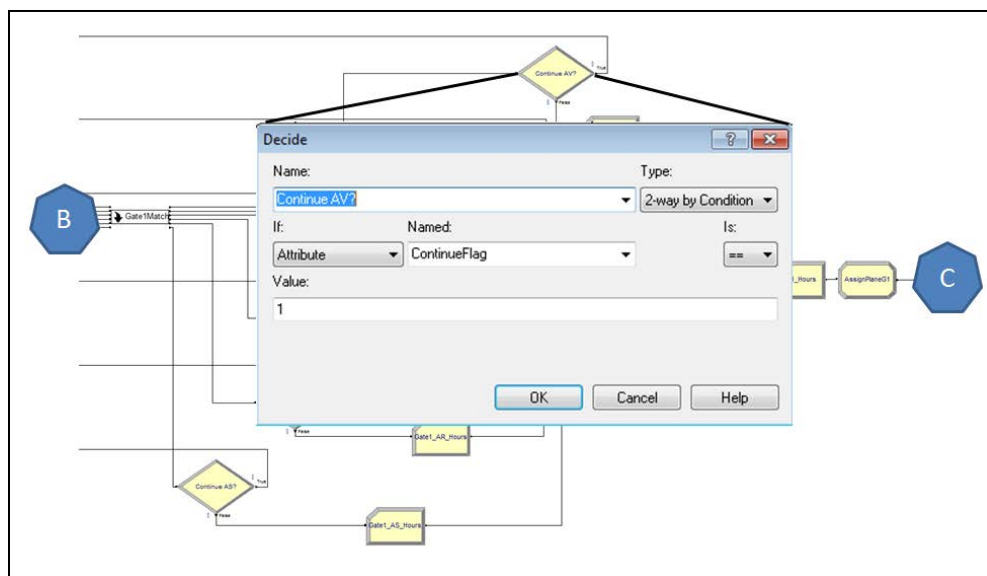 Continue AV?
True
False
Decide
Name:
Type:
Continue AV?
2-way by Condition
If:
Named:
Is:
Attribute
ContinueFlag
==
Value:
1
OK
Cancel
Help
B
Gate1Match
1_Hours
AssignPlaneG1
C
False
Gate1_AR_Hours
Continue AS?
True
False
Gate1_AS_Hours